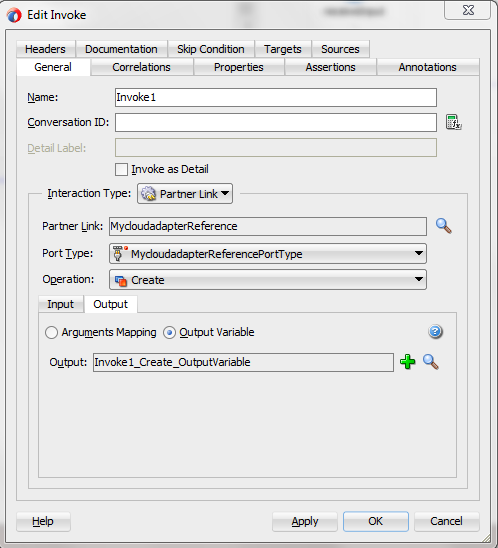 Edit Invoke
Headers Documentation Skip Condition Targets Sources
General Correlations Properties Assertions Annotations
Name: Invoke1
Conversation ID:
Detail Label:
Invoke as Detail
Interaction Type: Partner Link
Partner Link: MycloudadapterReference
Port Type: MycloudadapterReferencePortType
Operation: Create
Input Output
Arguments Mapping Output Variable
Output: Invoke1_Create_OutputVariable
Help Apply OK Cancel